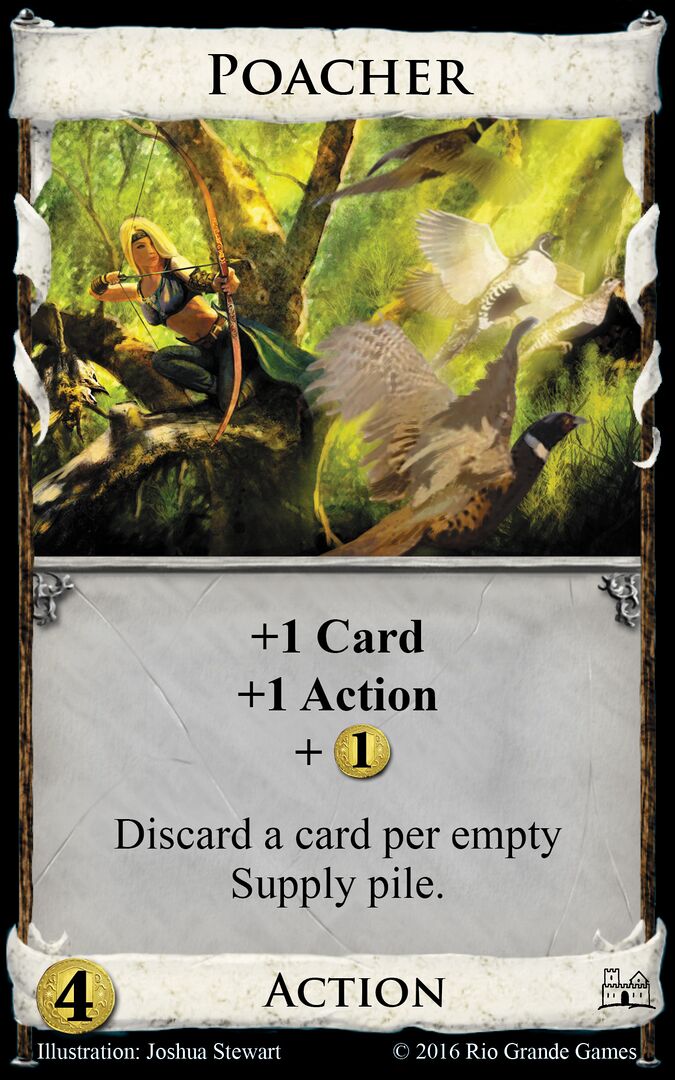 POACHER
+1 Card
+1 Action
+ 1
Discard a card per empty
Supply pile.
4 ACTION
Illustration: Joshua Stewart © 2016 Rio Grande Games